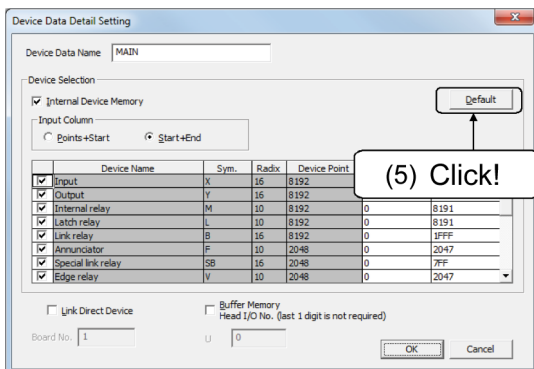 Device Data Detail Setting
Device Data Name MAIN
Device Selection
Internal Device Memory
Default
Input Column
Points+Start Start+End
(5) Click!
Device Name Sym. Radix Device Point
Input X 16 8192
Output Y 16 8192
Internal relay M 10 8192 0 8191
Latch relay L 10 8192 0 8191
Link relay B 16 8192 0 1FFF
Annunciator F 10 2048 0 2047
Special link relay SB 16 2048 0 7FF
Edge relay V 10 2048 0 2047
Link Direct Device
Buffer Memory
Head I/O No. (last 1 digit is not required)
Board No. 1 U 0
OK Cancel